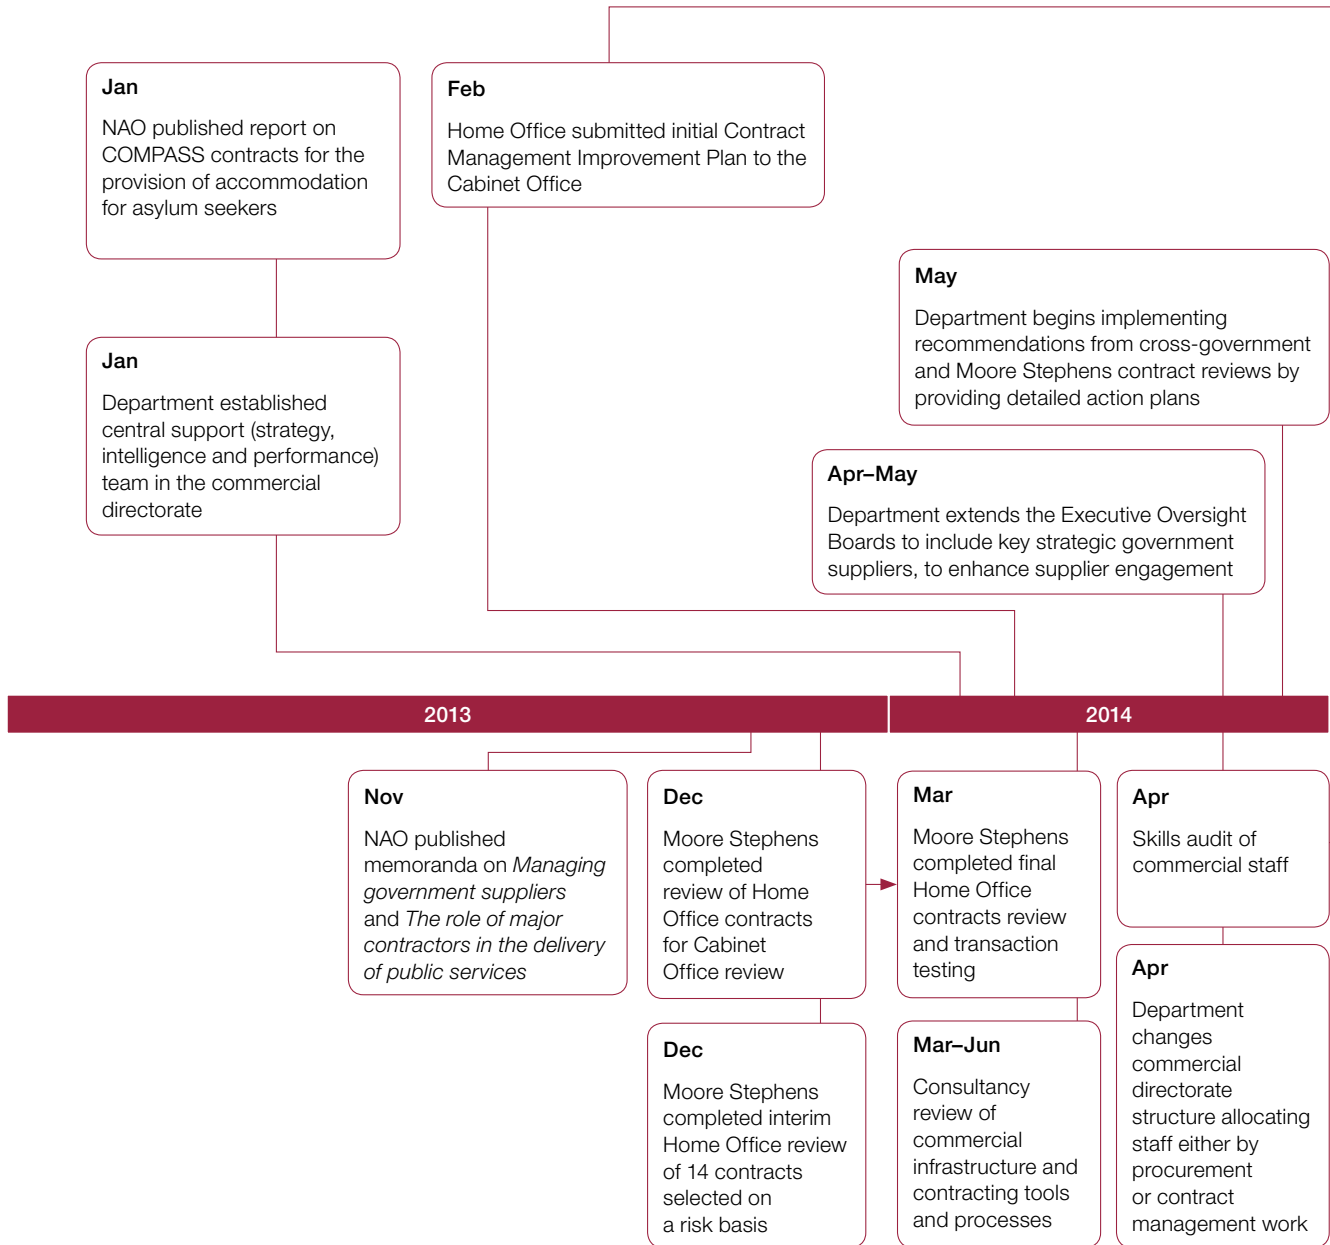 Jan
NAO published report on
COMPASS contracts for the
provision of accommodation
for asylum seekers
Feb
Home Office submitted initial Contract
Management Improvement Plan to the
Cabinet Office
May
Department begins implementing
recommendations from cross-government
and Moore Stephens contract reviews by
providing detailed action plans
Jan
Department established
central support (strategy,
intelligence and performance)
team in the commercial
directorate
Apr–May
Department extends the Executive Oversight
Boards to include key strategic government
suppliers, to enhance supplier engagement
2013
2014
Nov
NAO published
memoranda on Managing
government suppliers
and The role of major
contractors in the delivery
of public services
Dec
Moore Stephens
completed
review of Home
Office contracts
for Cabinet
Office review
Mar
Moore Stephens
completed final
Home Office
contracts review
and transaction
testing
Apr
Skills audit of
commercial staff
Dec
Moore Stephens
completed interim
Home Office review
of 14 contracts
selected on
a risk basis
Mar–Jun
Consultancy
review of
commercial
infrastructure and
contracting tools
and processes
Apr
Department
changes
commercial
directorate
structure allocating
staff either by
procurement
or contract
management work